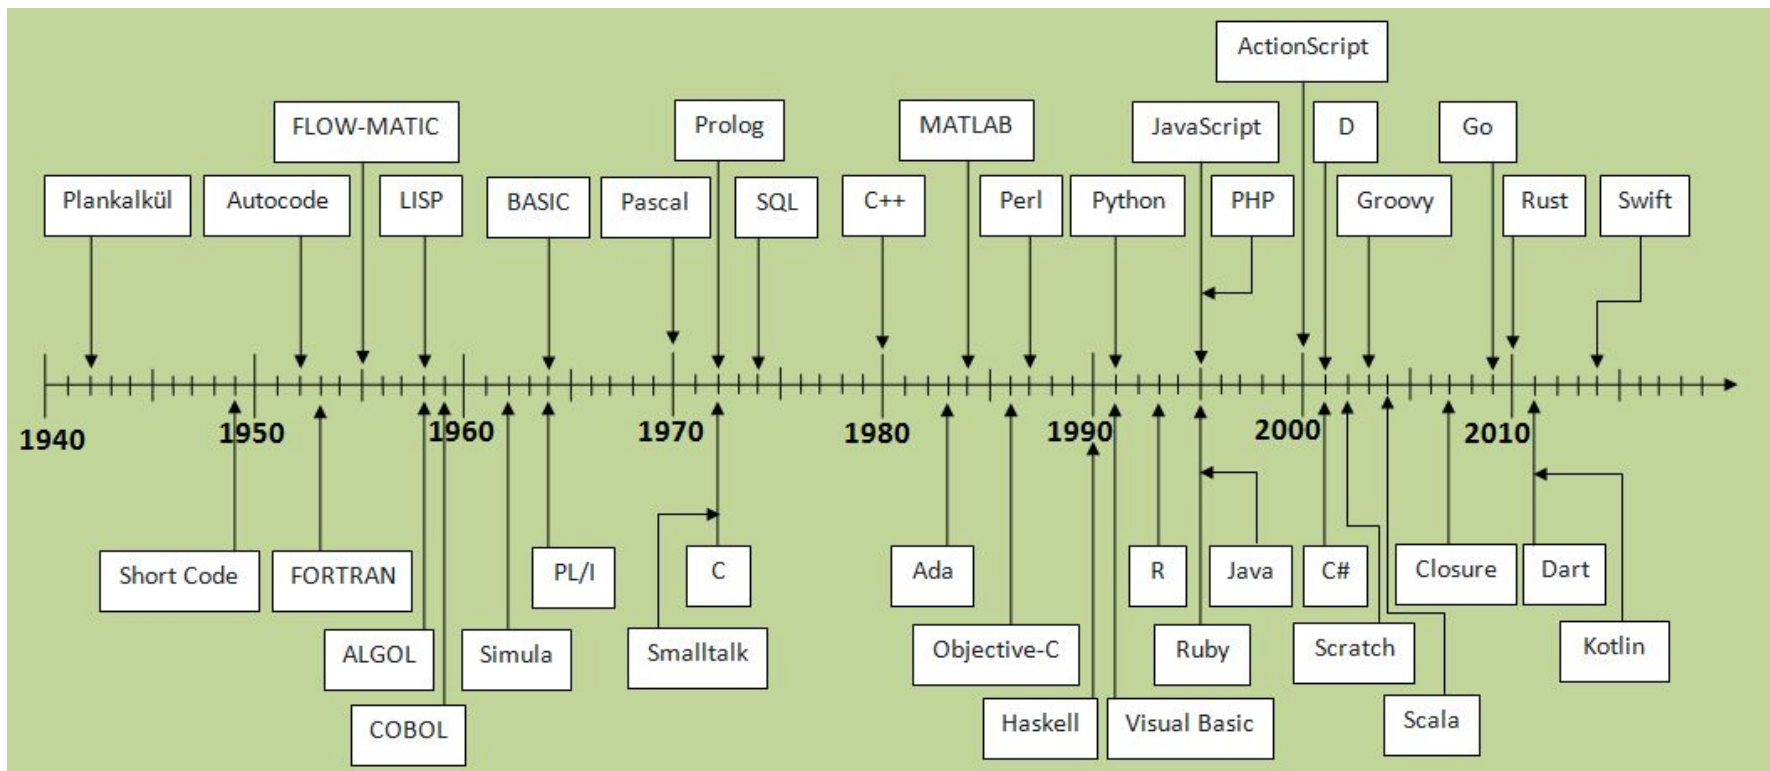 ActionScript
FLOW-MATIC
Prolog
MATLAB
JavaScript
D
Go
Plankalkül
Autocode
LISP
BASIC
Pascal
SQL
C++
Perl
Python
PHP
Groovy
Rust
Swift
1940
1950
1960
1970
1980
1990
2000
2010
Short Code
FORTRAN
PL/I
C
Ada
R
Java
C#
Closure
Dart
ALGOL
Simula
Smalltalk
Objective-C
Ruby
Scratch
Kotlin
COBOL
Haskell
Visual Basic
Scala